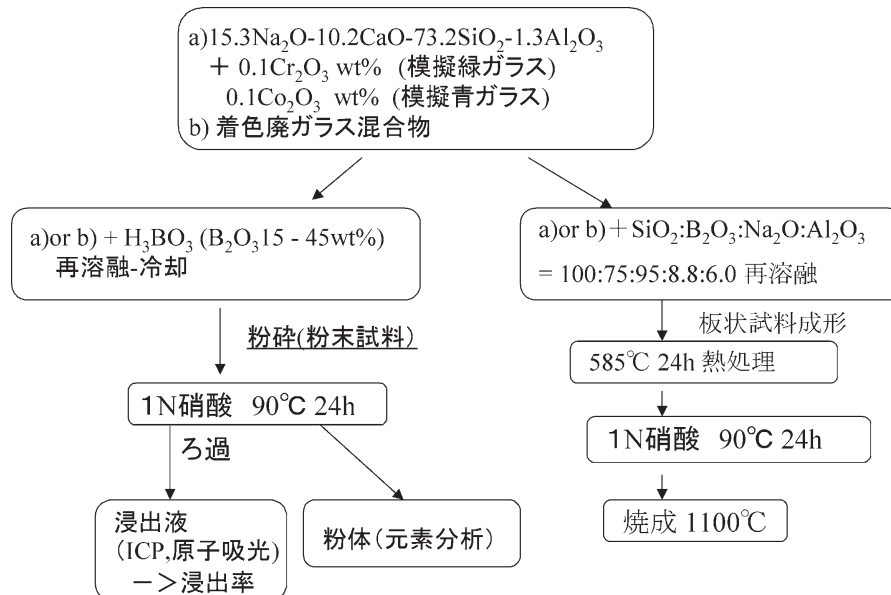 a)15.3Na₂O-10.2CaO-73.2SiO₂-1.3Al₂O₃
+ 0.1Cr₂O₃ wt% (模擬緑ガラス)
0.1Co₂O₃ wt% (模擬青ガラス)
b) 着色廃ガラス混合物
a)or b) + H₃BO₃ (B₂O₃15 - 45wt%)
再溶融-冷却
粉砕(粉末試料)
1N硝酸 90℃ 24h
ろ過
浸出液
(ICP,原子吸光)
ー>浸出率
粉体(元素分析)
a)or b)+SiO₂:B₂O₃:Na₂O:Al₂O₃
= 100:75:95:8.8:6.0 再溶融
板状試料成形
585℃ 24h 熱処理
1N硝酸 90℃ 24h
焼成 1100℃